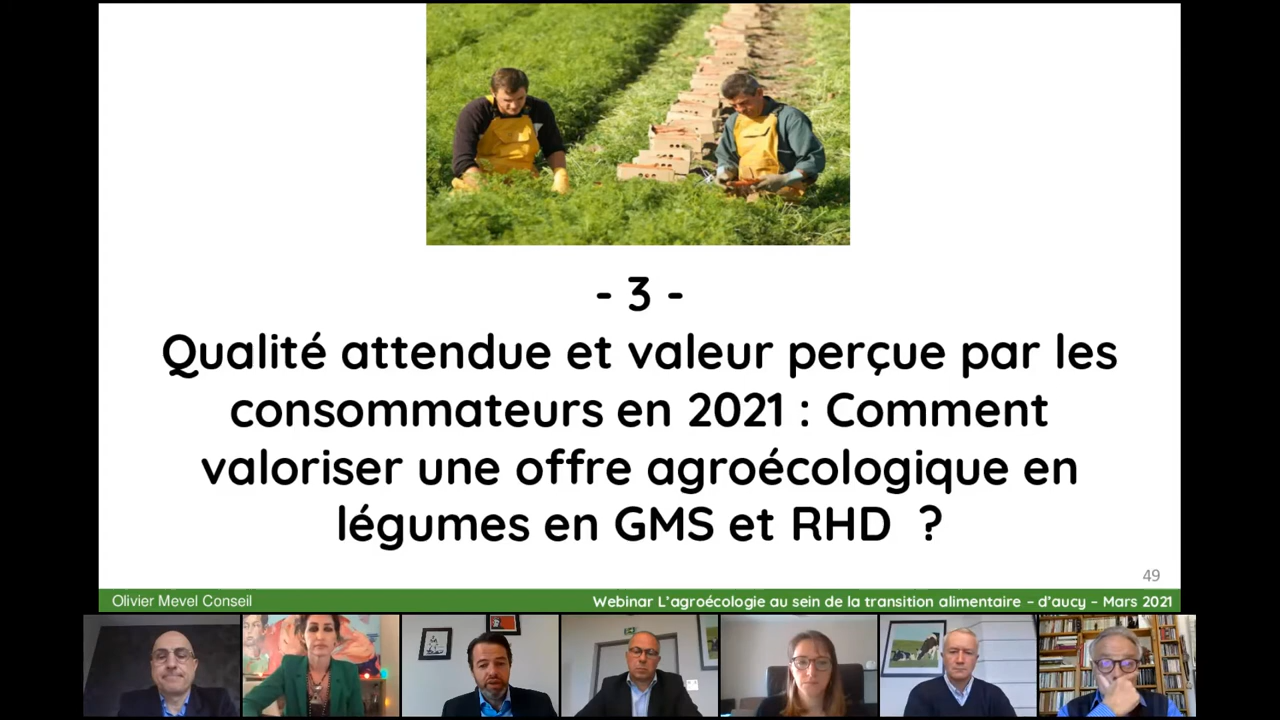 - 3 -
Qualité attendue et valeur perçue par les
consommateurs en 2021 : Comment
valoriser une offre agroécologique en
légumes en GMS et RHD ?
49
Olivier Mevel Conseil
Webinar L'agroécologie au sein de la transition alimentaire – d'aucy – Mars 2021